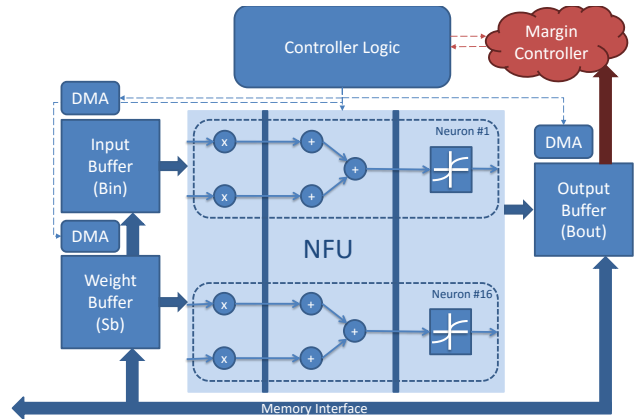 Controller Logic
Margin
Controller
DMA
DMA
Input
Buffer
(Bin)
x
+
+
x
+
Neuron #1
Output
Buffer
(Bout)
DMA
Weight
Buffer
(Sb)
NFU
Neuron #16
x
+
+
x
+
Memory Interface